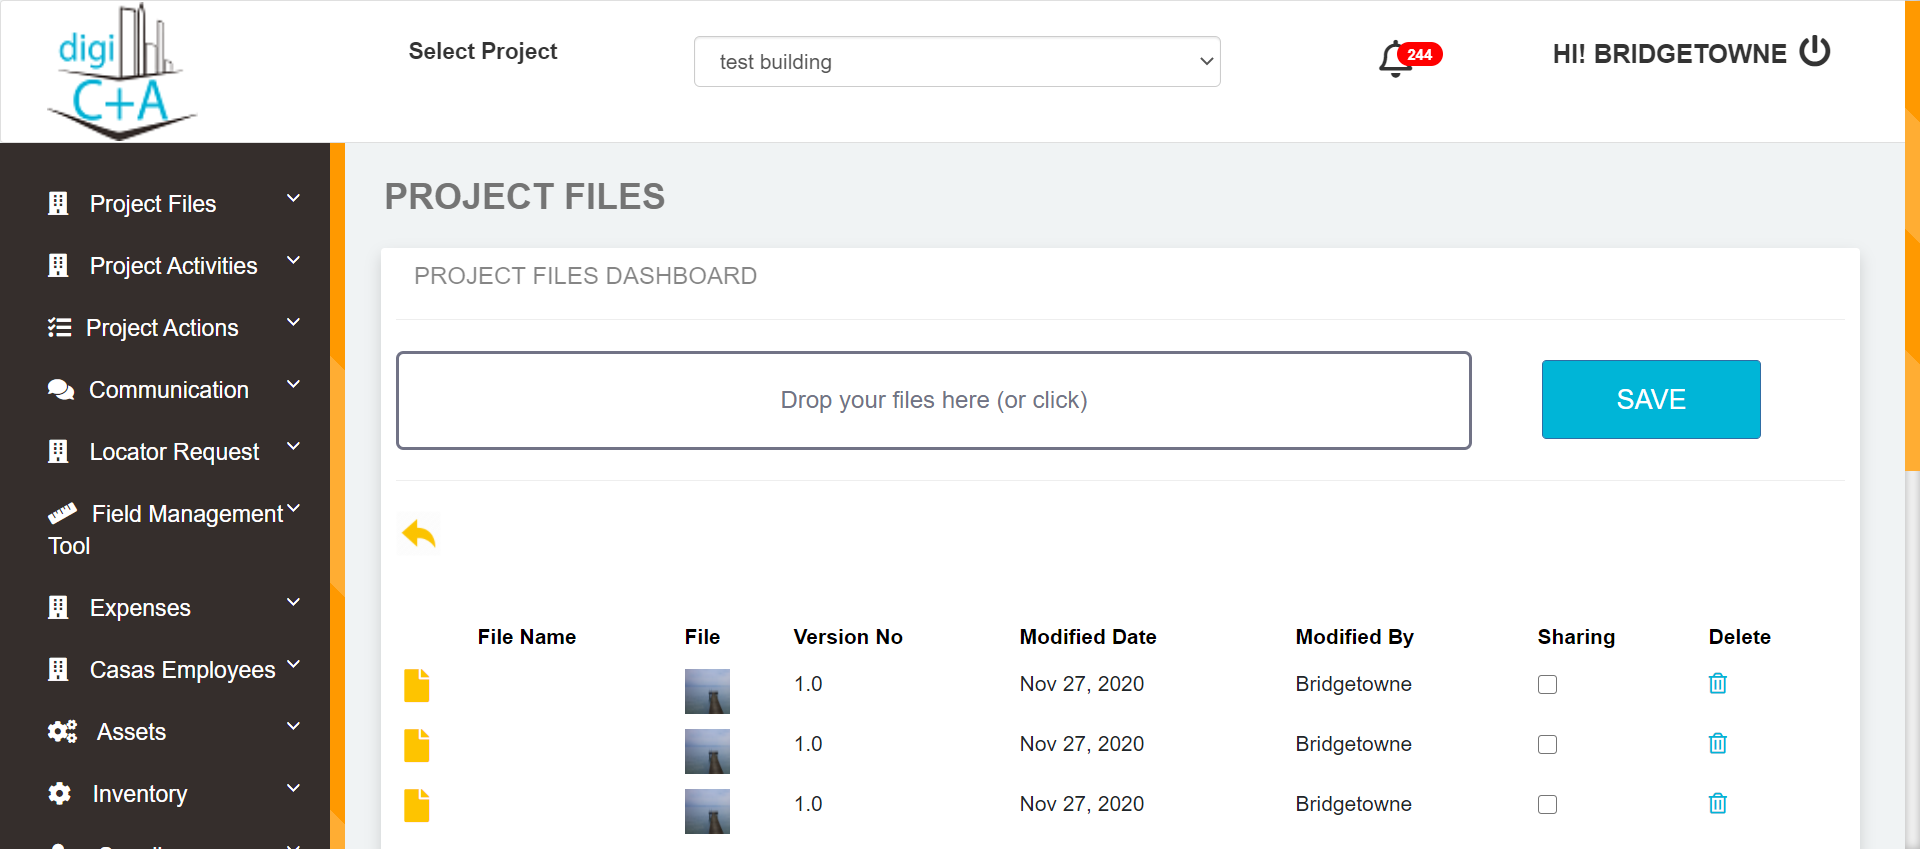 digi
C+A
Select Project
test building
244
HI! BRIDGETOWNE
Project Files
Project Activities
Project Actions
Communication
Locator Request
Field Management
Tool
Expenses
Casas Employees
Assets
Inventory
PROJECT FILES
PROJECT FILES DASHBOARD
Drop your files here (or click)
SAVE
File Name File Version No Modified Date Modified By Sharing Delete
1.0 Nov 27, 2020 Bridgetowne
1.0 Nov 27, 2020 Bridgetowne
1.0 Nov 27, 2020 Bridgetowne